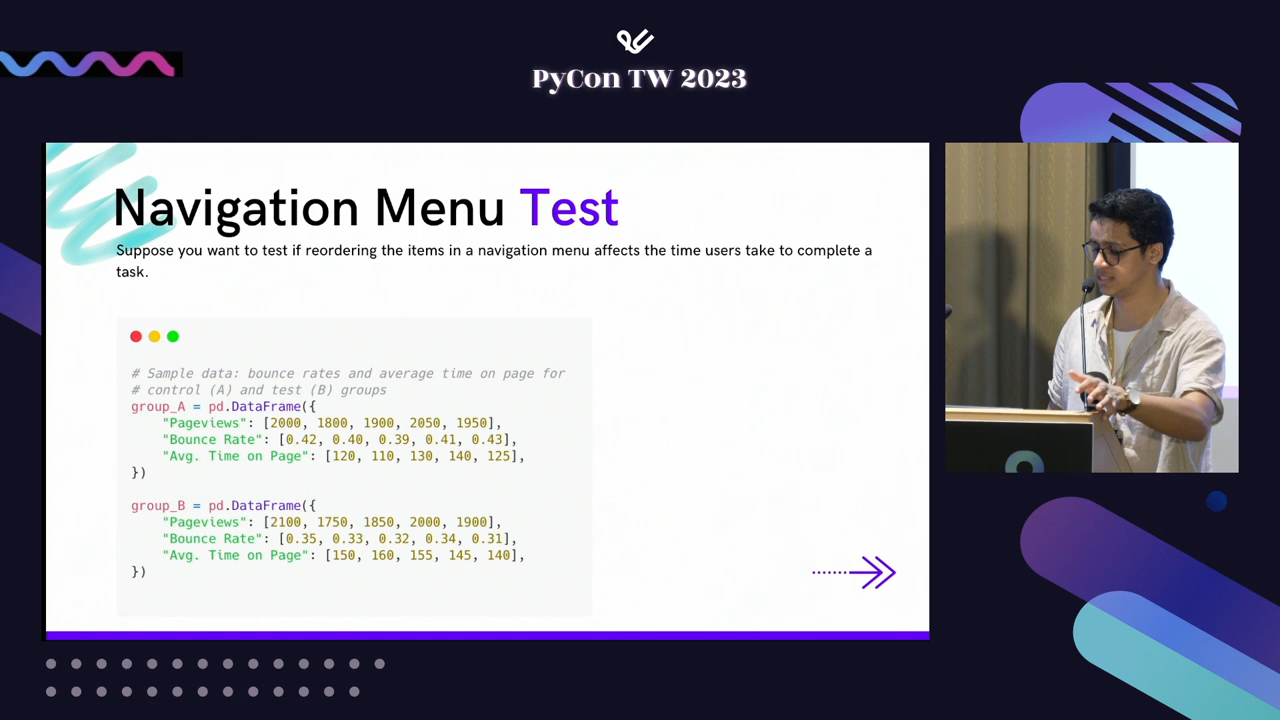 PyCon TW 2023
Navigation Menu Test
Suppose you want to test if reordering the items in a navigation menu affects the time users take to complete a
task.
# Sample data: bounce rates and average time on page for
# control (A) and test (B) groups
group_A = pd.DataFrame({
    "Pageviews": [2000, 1800, 1900, 2050, 1950],
    "Bounce Rate": [0.42, 0.40, 0.39, 0.41, 0.43],
    "Avg. Time on Page": [120, 110, 130, 140, 125],
})
group_B = pd.DataFrame({
    "Pageviews": [2100, 1750, 1850, 2000, 1900],
    "Bounce Rate": [0.35, 0.33, 0.32, 0.34, 0.31],
    "Avg. Time on Page": [150, 160, 155, 145, 140],
})